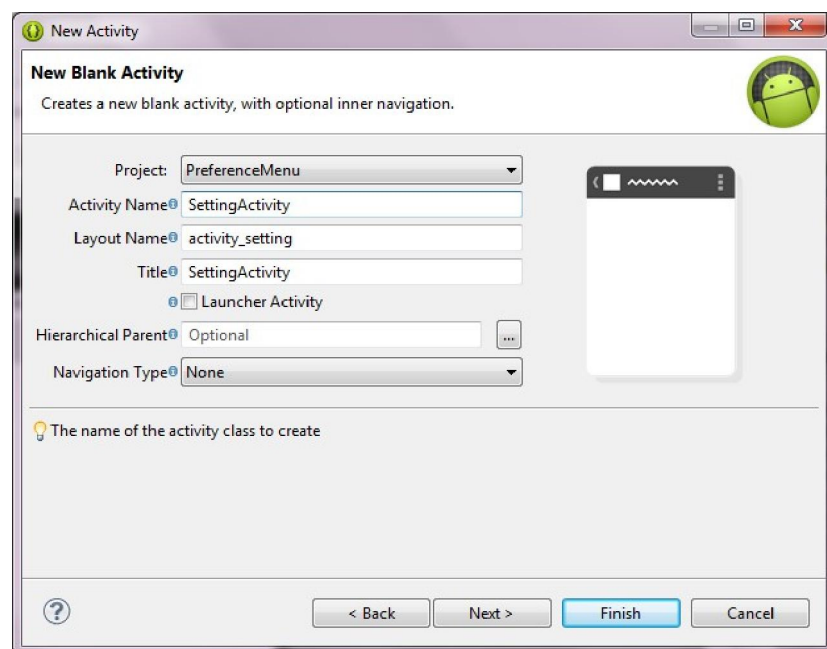 New Activity
New Blank Activity
Creates a new blank activity, with optional inner navigation.
Project: PreferenceMenu
Activity Name SettingActivity
Layout Name activity_setting
Title SettingActivity
Launcher Activity
Hierarchical Parent Optional ...
Navigation Type None
The name of the activity class to create
? < Back Next > Finish Cancel